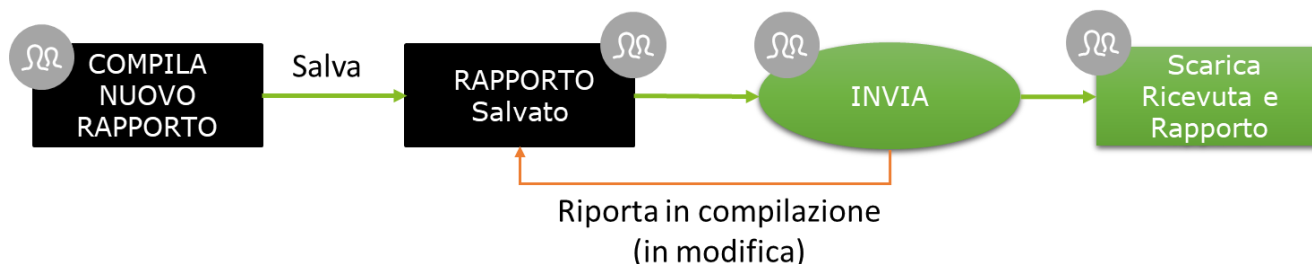 COMPILA
NUOVO
RAPPORTO
Salva
RAPPORTO
Salvato
INVIA
Scarica
Ricevuta e
Rapporto
Riporta in compilazione
(in modifica)